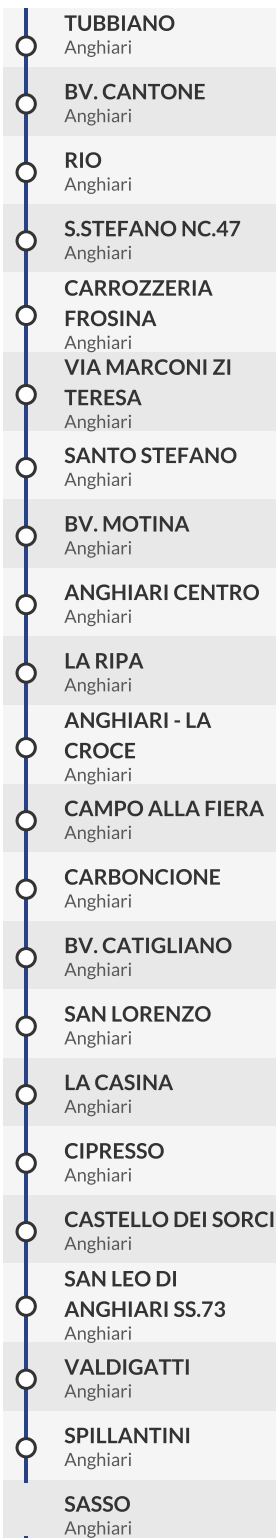 TUBBIANO
Anghiari
BV. CANTONE
Anghiari
RIO
Anghiari
S.STEFANO NC.47
Anghiari
CARROZZERIA
FROSINA
Anghiari
VIA MARCONI ZI
TERESA
Anghiari
SANTO STEFANO
Anghiari
BV. MOTINA
Anghiari
ANGHIARI CENTRO
Anghiari
LA RIPA
Anghiari
ANGHIARI - LA
CROCE
Anghiari
CAMPO ALLA FIERA
Anghiari
CARBONCIONE
Anghiari
BV. CATIGLIANO
Anghiari
SAN LORENZO
Anghiari
LA CASINA
Anghiari
CIPRESSO
Anghiari
CASTELLO DEI SORCI
Anghiari
SAN LEO DI
ANGHIARI SS.73
Anghiari
VALDIGATTI
Anghiari
SPILLANTINI
Anghiari
SASSO
Anghiari